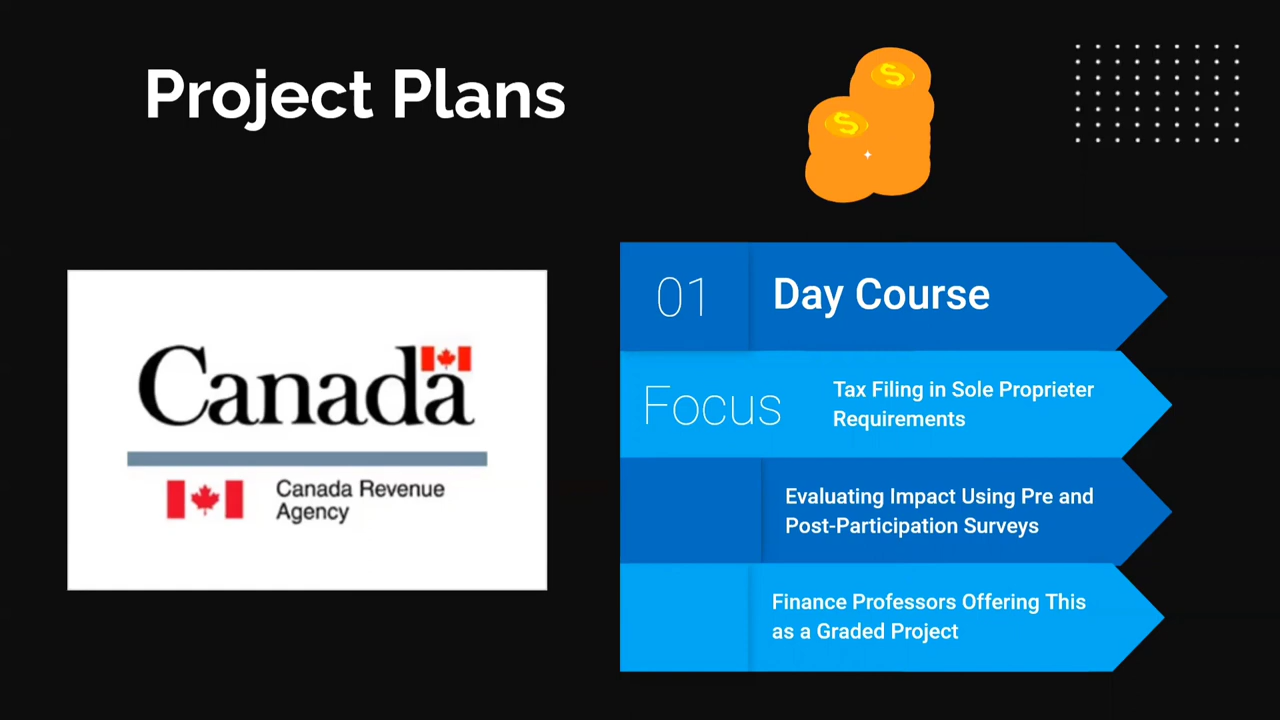 Project Plans
$
$
Canada
Canada Revenue
Agency
01
Day Course
Focus
Tax Filing in Sole Proprieter
Requirements
Evaluating Impact Using Pre and
Post-Participation Surveys
Finance Professors Offering This
as a Graded Project